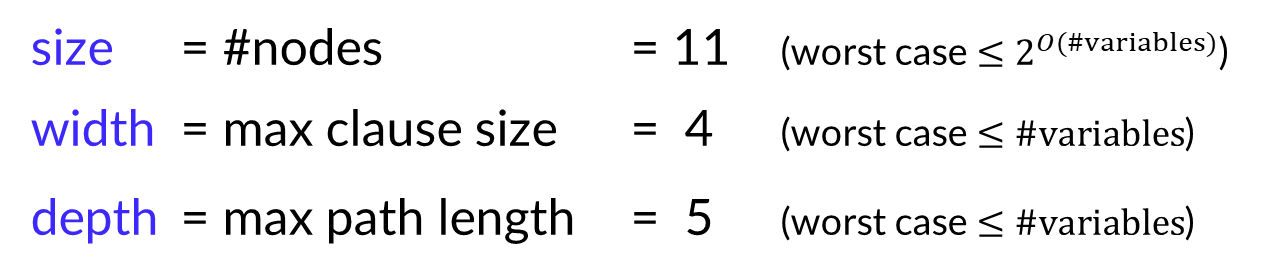 size = #nodes = 11 (worst case ≤ 2^O(#variables))
width = max clause size = 4 (worst case ≤ #variables)
depth = max path length = 5 (worst case ≤ #variables)